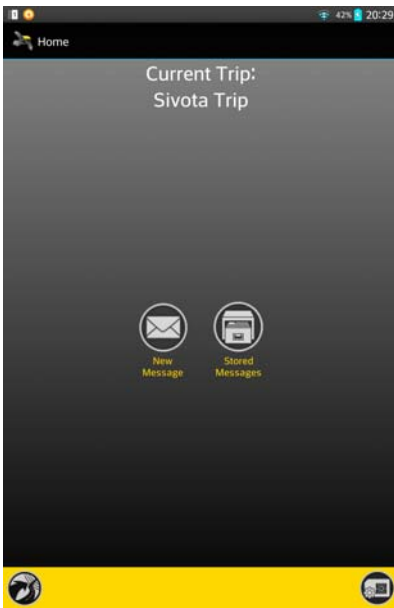 42% 20:29
Home
Current Trip:
Sivota Trip
New
Message
Stored
Messages